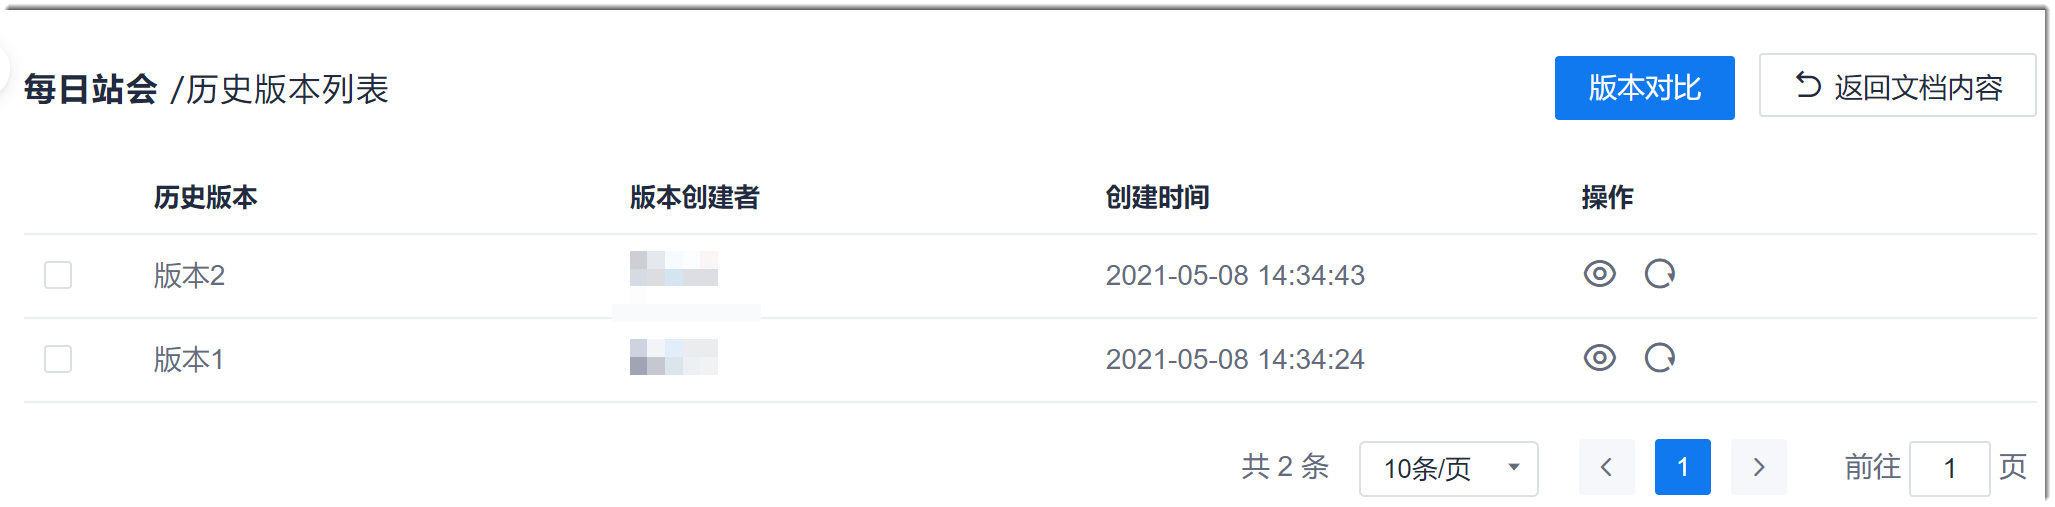 每日站会 /历史版本列表 版本对比 返回文档内容
历史版本 版本创建者 创建时间 操作
版本2 2021-05-08 14:34:43
版本1 2021-05-08 14:34:24
共 2 条 10条/页 1 前往 1 页